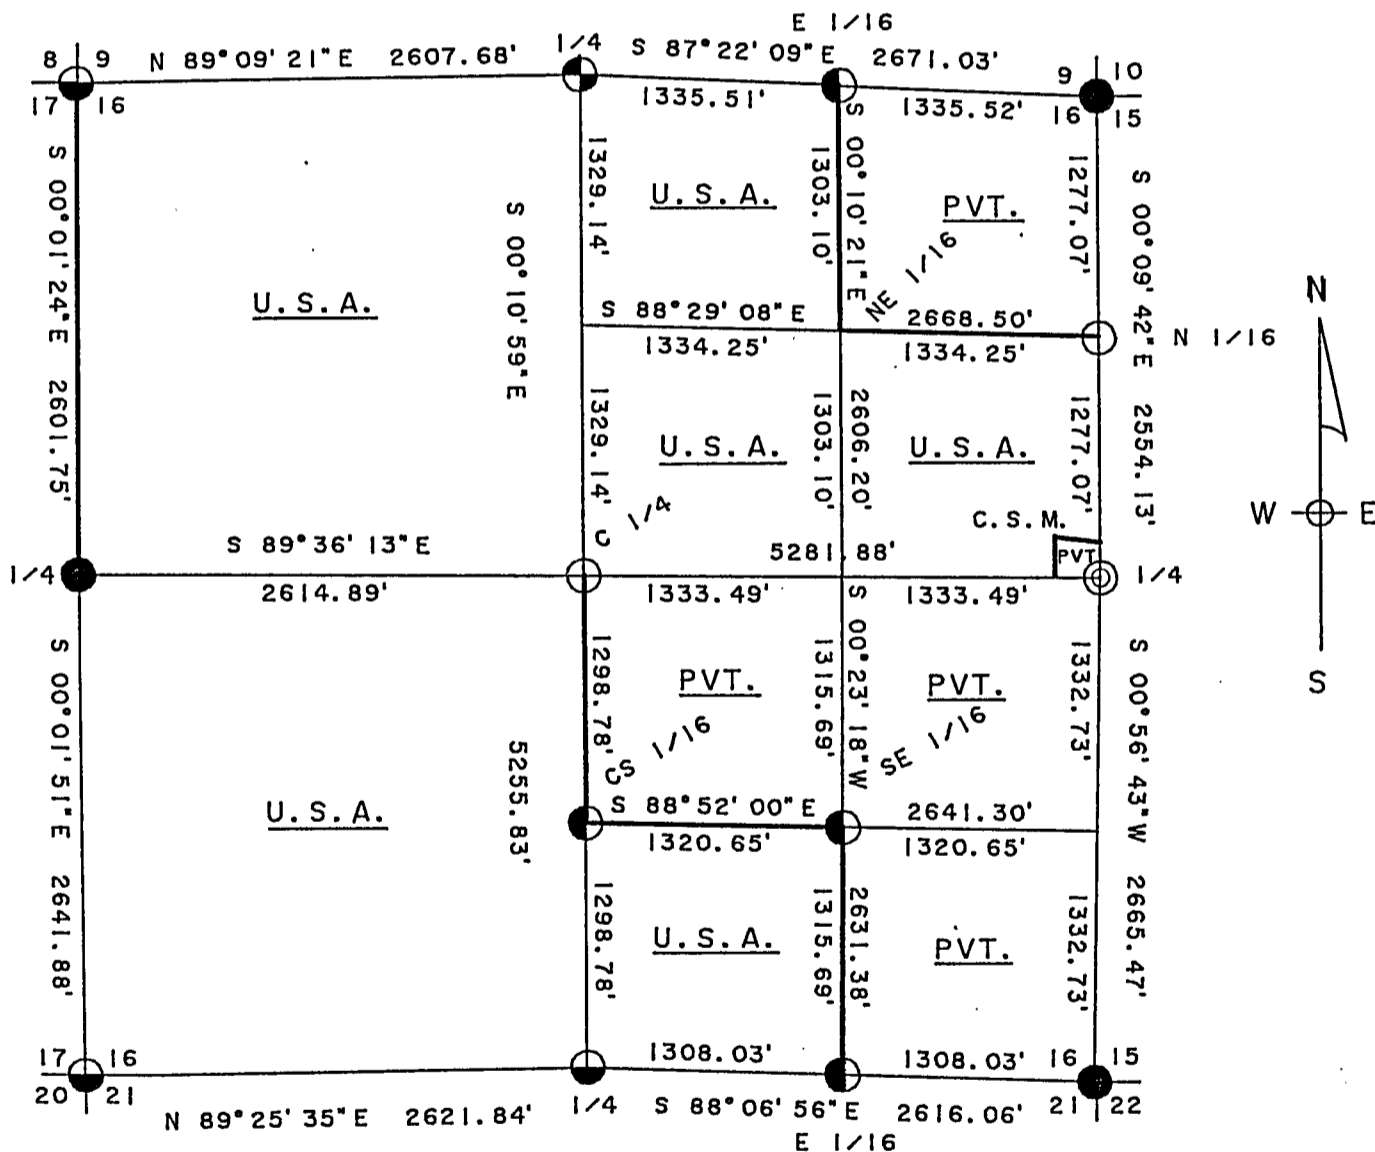 E 1/16
8 9 N 89°09'21"E 2607.68' 1/4 S 87°22'09"E 2671.03' 9 10
17 16 1335.51' 1335.52' 16 15
S 00°01'24"E 2601.75'
S 00°10'59"E 5255.83'
1329.14'
1303.10'
S 00°10'21"E 2606.20'
1277.07'
S 00°09'42"E 2554.13'
U.S.A.
U.S.A.
PVT.
NE 1/16
N
S 88°29'08"E 2668.50'
1334.25' 1334.25'
N 1/16
1329.14'
1303.10'
1277.07'
U.S.A.
U.S.A.
W E
C 1/4
C.S.M.
PVT
S 89°36'13"E 5281.88'
1/4 2614.89' 1333.49' 1333.49' 1/4
S 00°01'51"E 2641.88'
1298.78'
1315.69'
S 00°23'18"W 2631.38'
1332.73'
S 00°56'43"W 2665.47'
PVT.
PVT.
S
CS 1/16
SE 1/16
U.S.A.
S 88°52'00"E 2641.30'
1320.65' 1320.65'
1298.78'
1315.69'
1332.73'
U.S.A.
PVT.
17 16 1308.03' 1308.03' 16 15
20 21 N 89°25'35"E 2621.84' 1/4 S 88°06'56"E 2616.06' 21 22
E 1/16